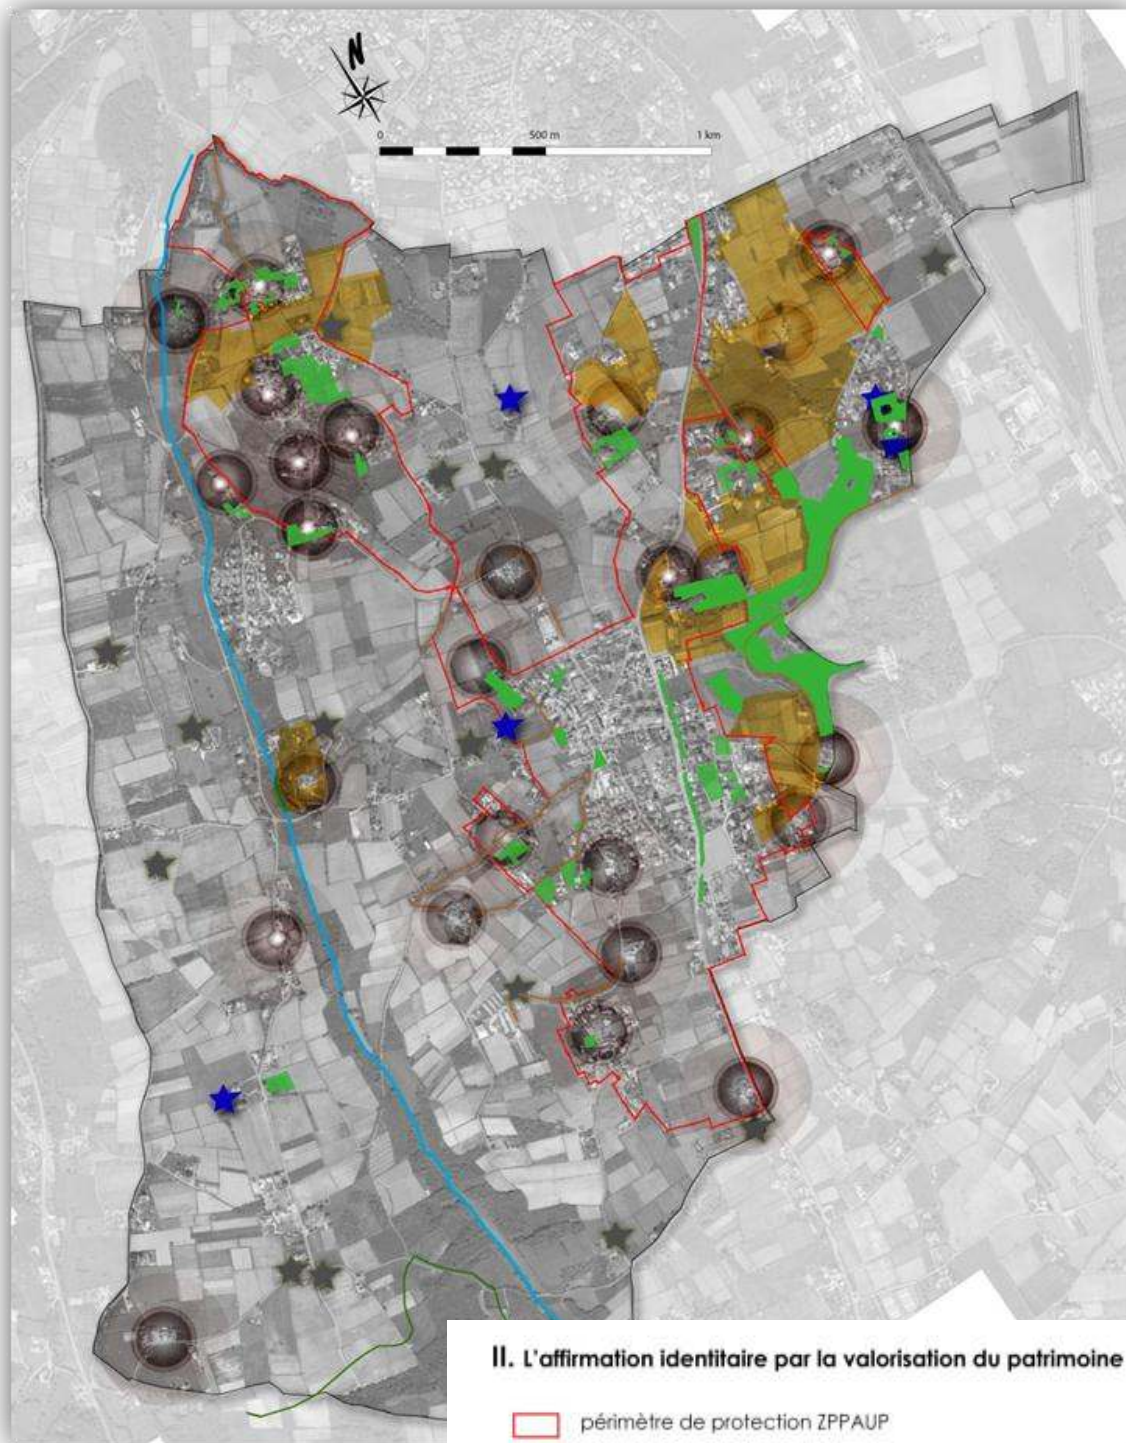 N
0 500 m 1 km
II. L'affirmation identitaire par la valorisation du patrimoine
périmètre de protection ZPPAUP